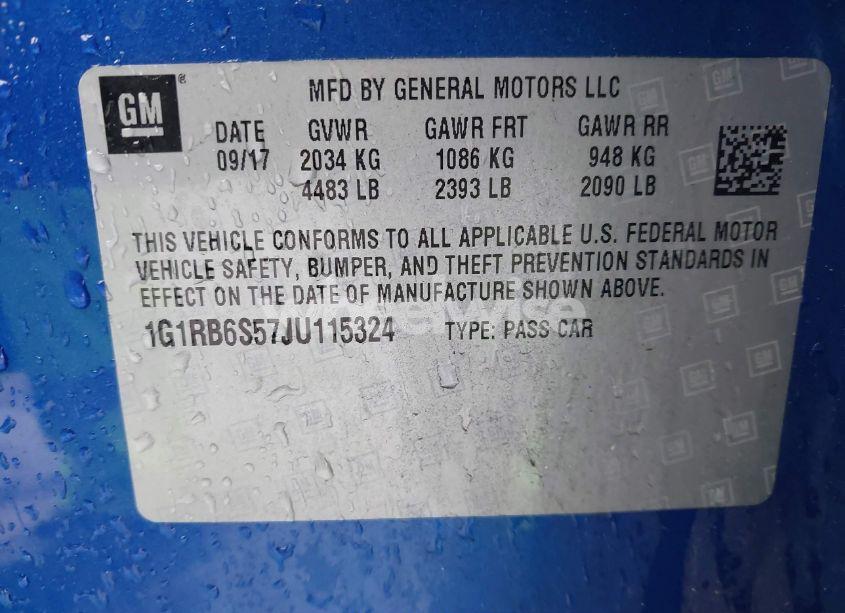 GM ®
MFD BY GENERAL MOTORS LLC
DATE GVWR GAWR FRT GAWR RR
09/17 2034 KG 1086 KG 948 KG
4483 LB 2393 LB 2090 LB
THIS VEHICLE CONFORMS TO ALL APPLICABLE U.S. FEDERAL MOTOR
VEHICLE SAFETY, BUMPER, AND THEFT PREVENTION STANDARDS IN
EFFECT ON THE DATE OF MANUFACTURE SHOWN ABOVE.
1G1RB6S57JU115324 TYPE: PASS CAR